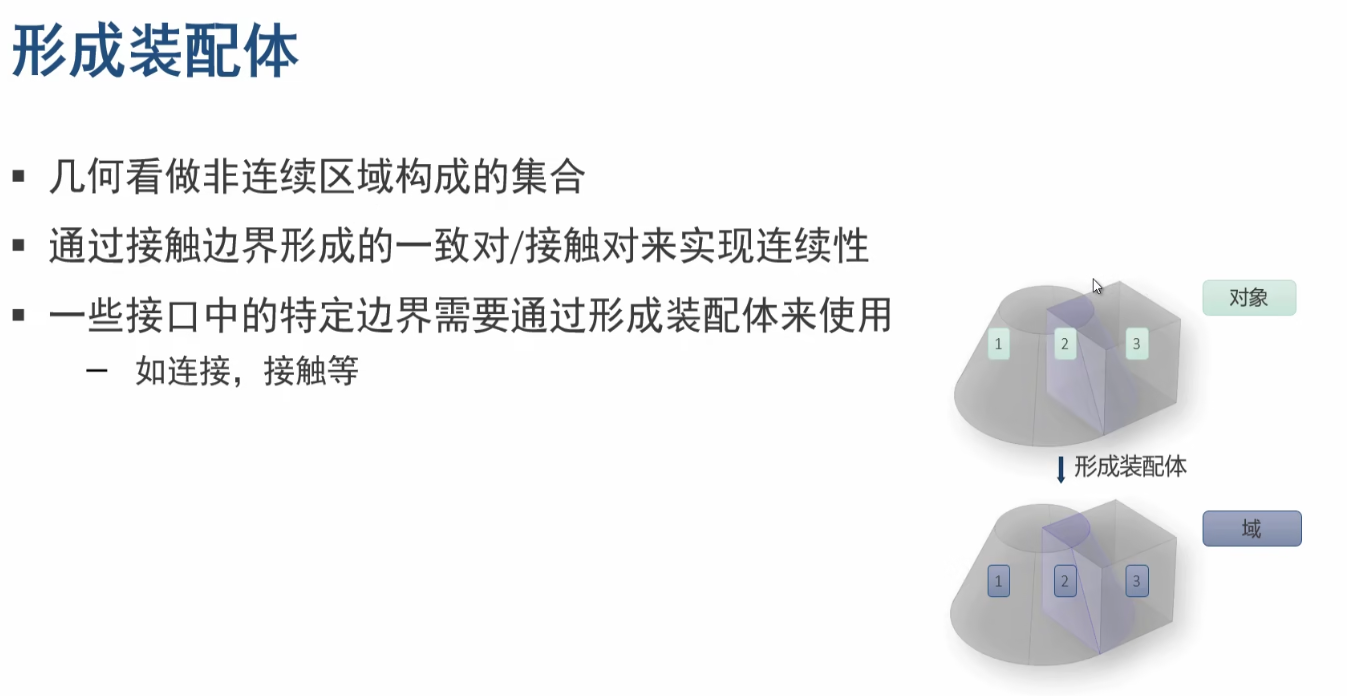 形成装配体
▪ 几何看做非连续区域构成的集合
▪ 通过接触边界形成的一致对/接触对来实现连续性
▪ 一些接口中的特定边界需要通过形成装配体来使用
– 如连接，接触等
对象
1 2 3
形成装配体
域
1 2 3